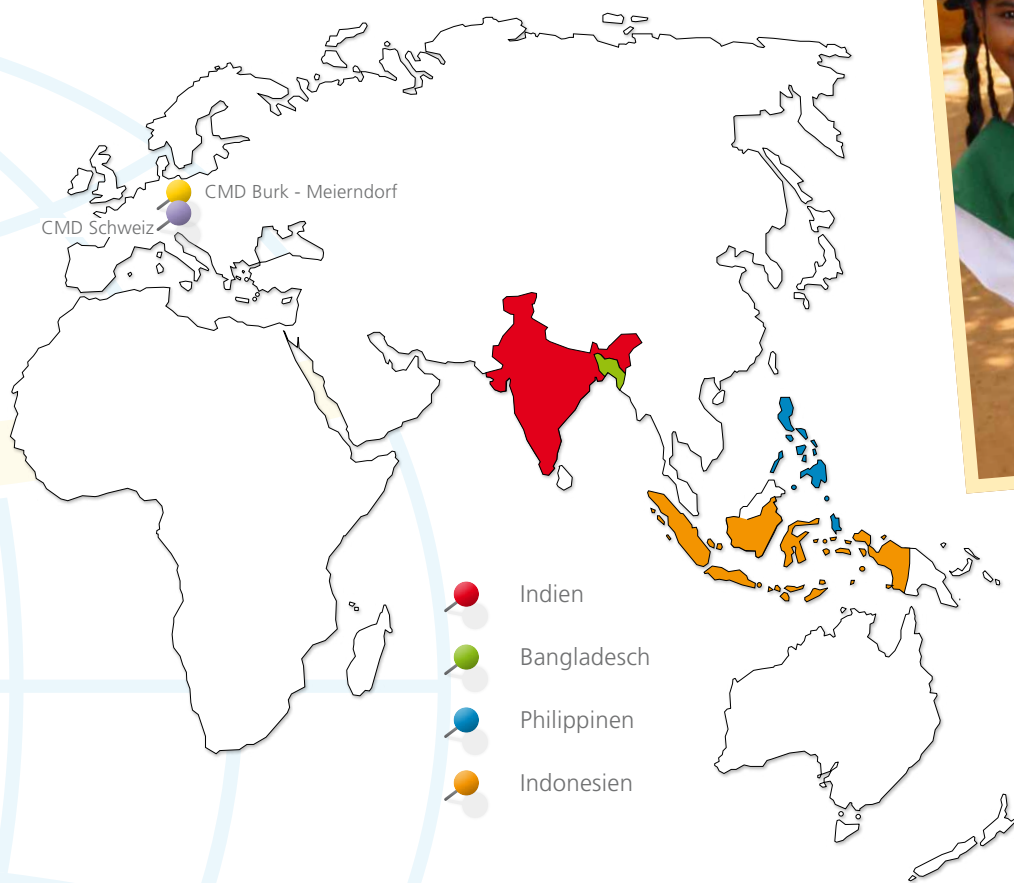 CMD Burk - Meierndorf
CMD Schweiz
Indien
Bangladesch
Philippinen
Indonesien